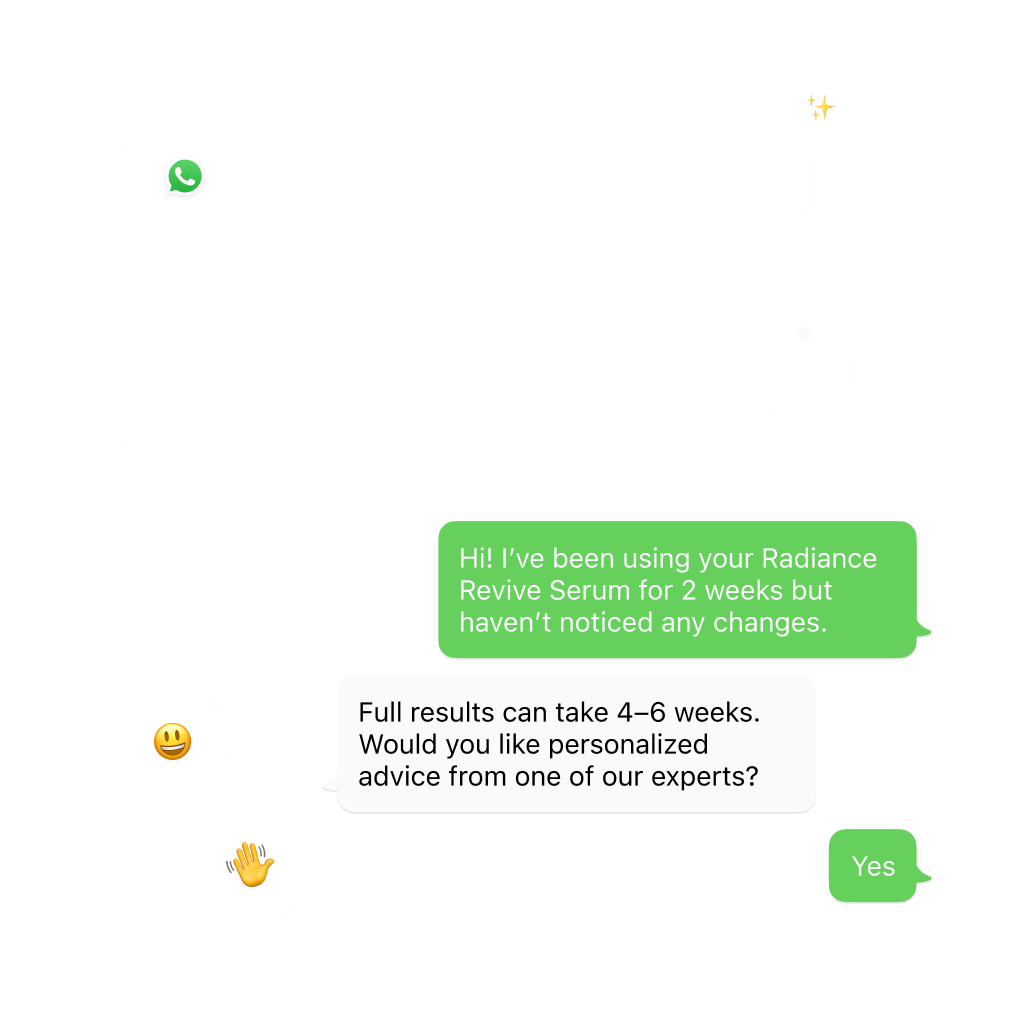 Hi! I’ve been using your Radiance
Revive Serum for 2 weeks but
haven’t noticed any changes.
Full results can take 4–6 weeks.
Would you like personalized
advice from one of our experts?
Yes